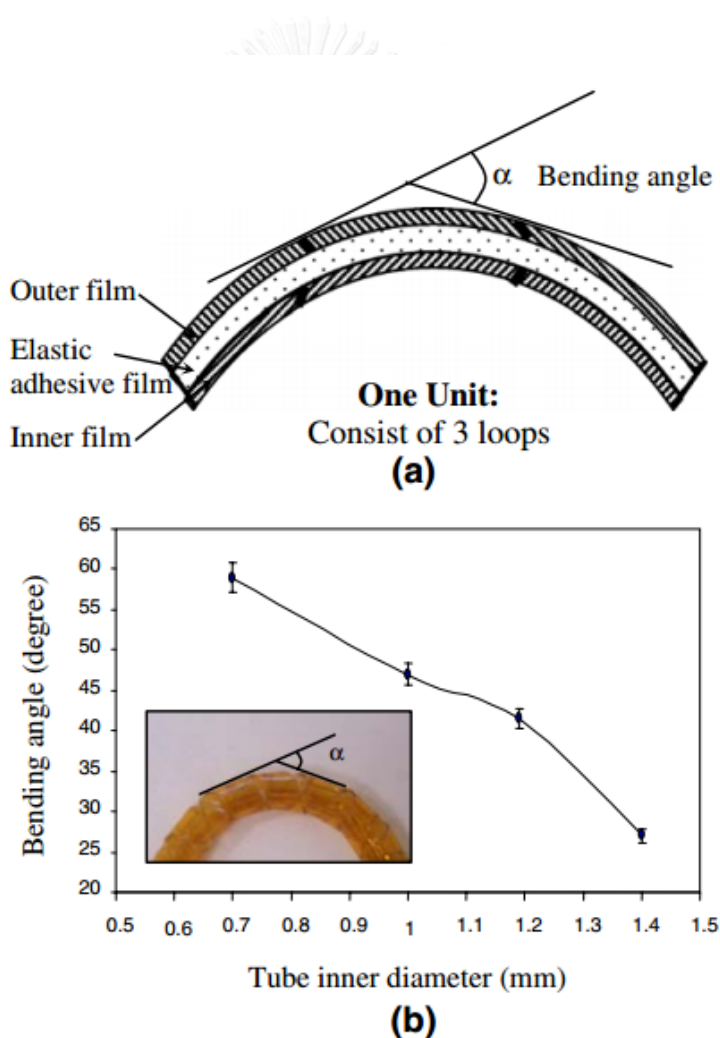 α Bending angle
Outer film
Elastic
adhesive film
Inner film
One Unit:
Consist of 3 loops
(a)
Bending angle (degree)
65
60
55
50
45
35
30
25
20
α
0.5 0.6 0.7 0.8 0.9 1 1.1 1.2 1.3 1.4 1.5
Tube inner diameter (mm)
(b)